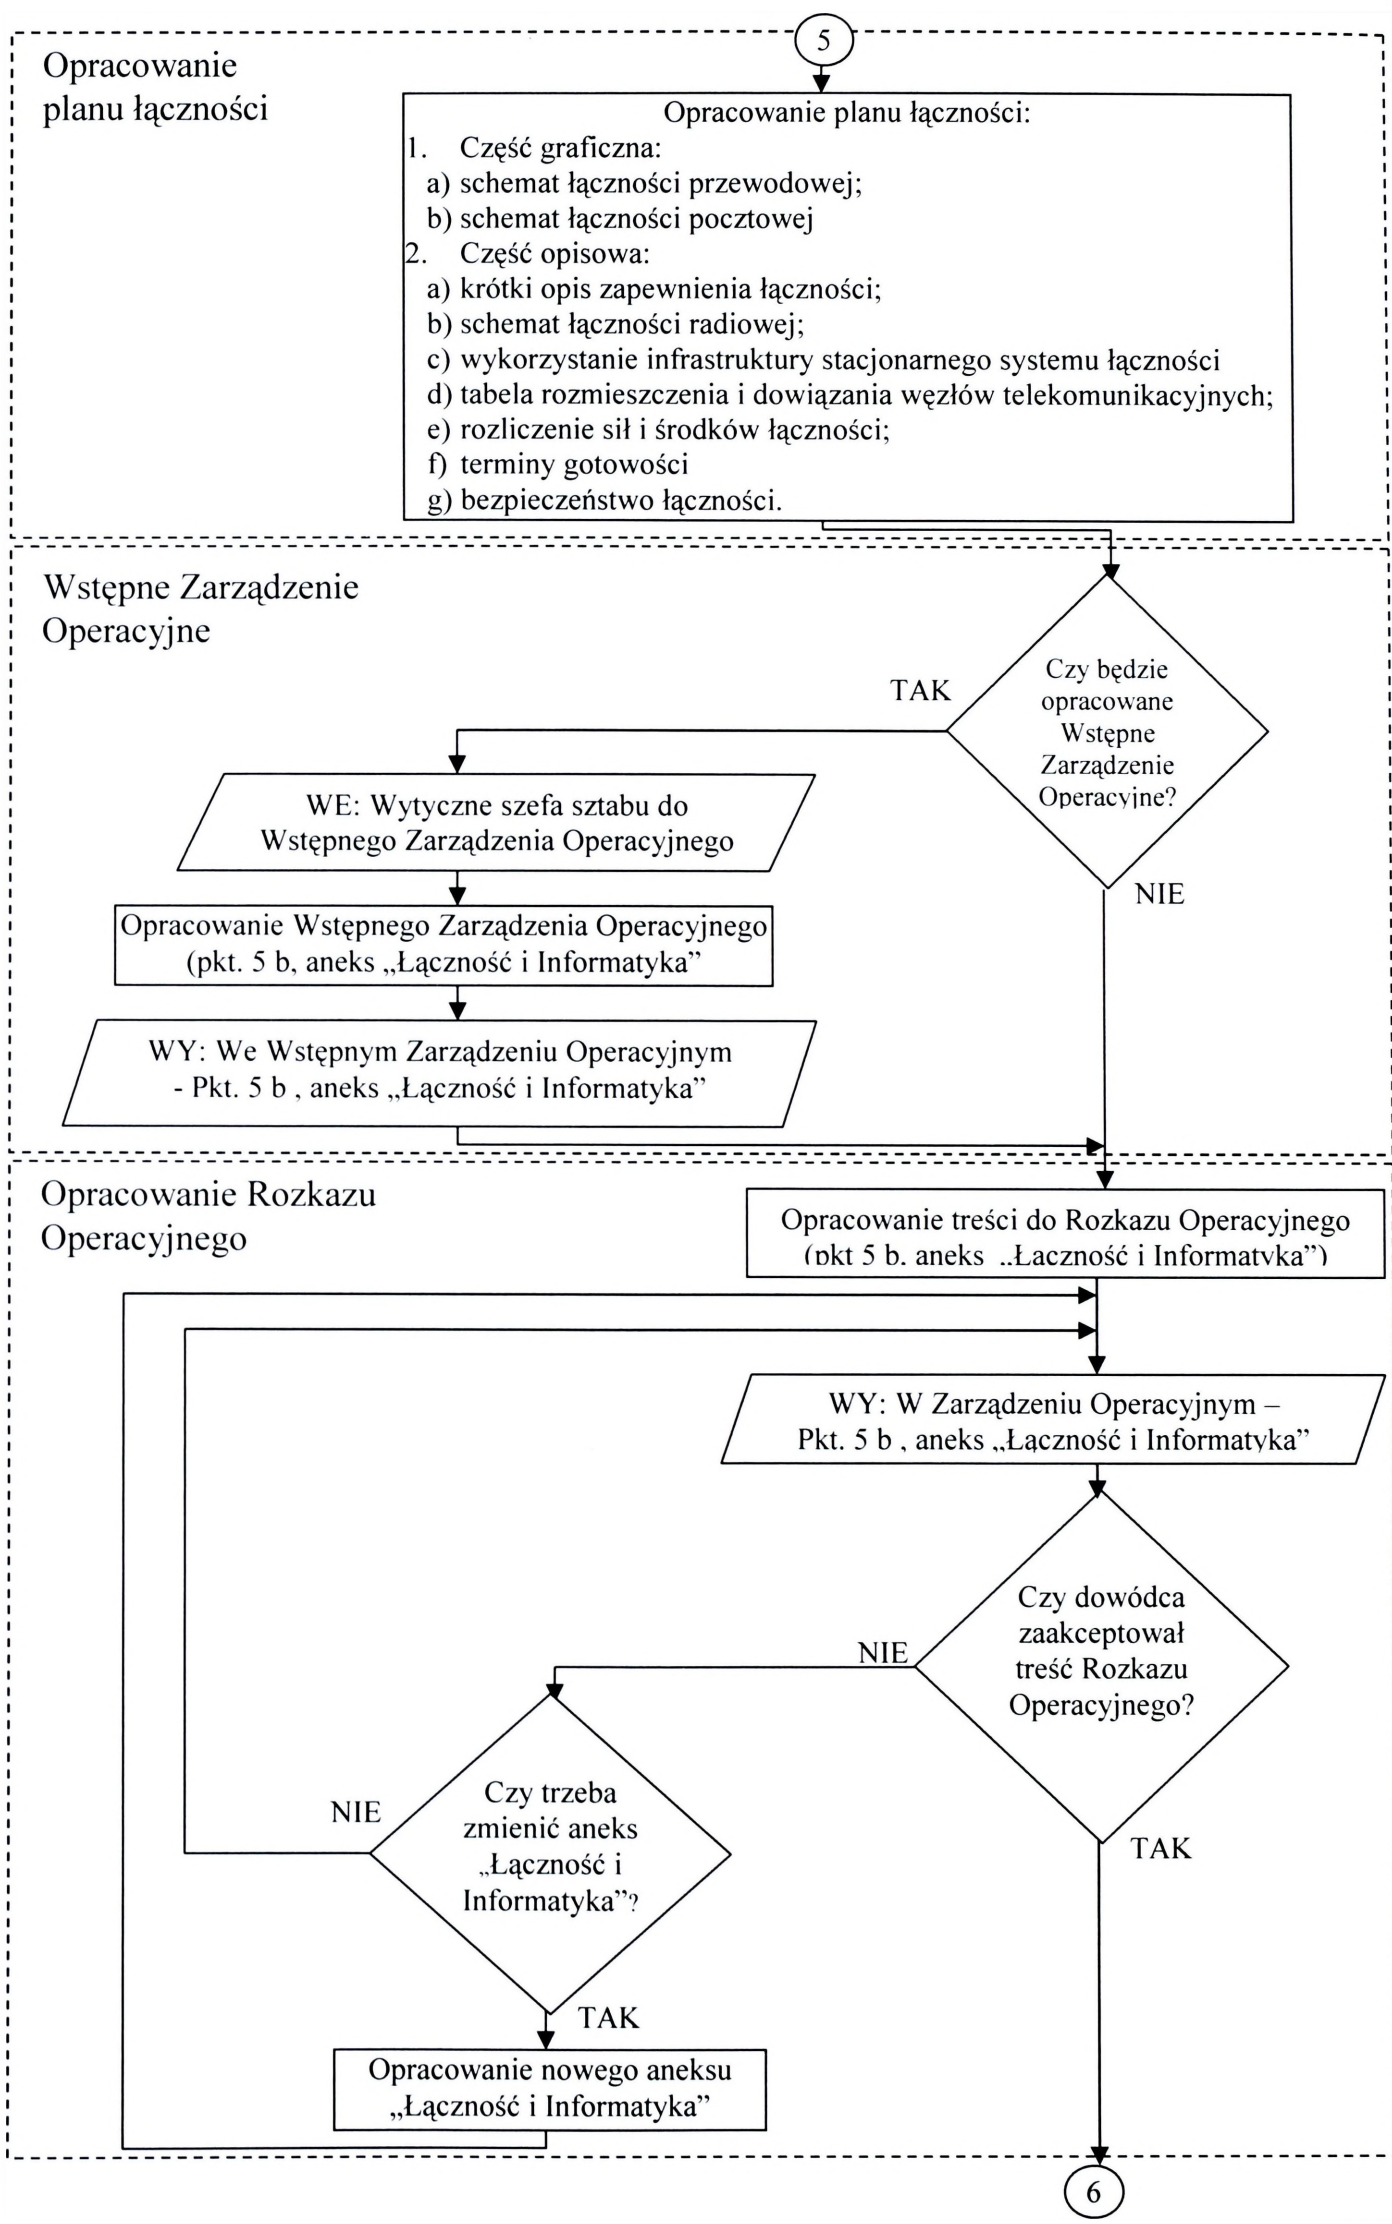 5
Opracowanie
planu łączności
Opracowanie planu łączności:
1. Część graficzna:
a) schemat łączności przewodowej;
b) schemat łączności pocztowej
2. Część opisowa:
a) krótki opis zapewnienia łączności;
b) schemat łączności radiowej;
c) wykorzystanie infrastruktury stacjonarnego systemu łączności
d) tabela rozmieszczenia i dowiązania węzłów telekomunikacyjnych;
e) rozliczenie sił i środków łączności;
f) terminy gotowości
g) bezpieczeństwo łączności.
Wstępne Zarządzenie
Operacyjne
Czy będzie
opracowane
Wstępne
Zarządzenie
Operacyjne?
TAK
NIE
WE: Wytyczne szefa sztabu do
Wstępnego Zarządzenia Operacyjnego
Opracowanie Wstępnego Zarządzenia Operacyjnego
(pkt. 5 b, aneks „Łączność i Informatyka”
WY: We Wstępnym Zarządzeniu Operacyjnym
- Pkt. 5 b , aneks „Łączność i Informatyka”
Opracowanie Rozkazu
Operacyjnego
Opracowanie treści do Rozkazu Operacyjnego
(pkt 5 b, aneks „Łączność i Informatyka”)
WY: W Zarządzeniu Operacyjnym –
Pkt. 5 b , aneks „Łączność i Informatyka”
Czy dowódca
zaakceptował
treść Rozkazu
Operacyjnego?
NIE
TAK
Czy trzeba
zmienić aneks
„Łączność i
Informatyka”?
NIE
TAK
Opracowanie nowego aneksu
„Łączność i Informatyka”
6